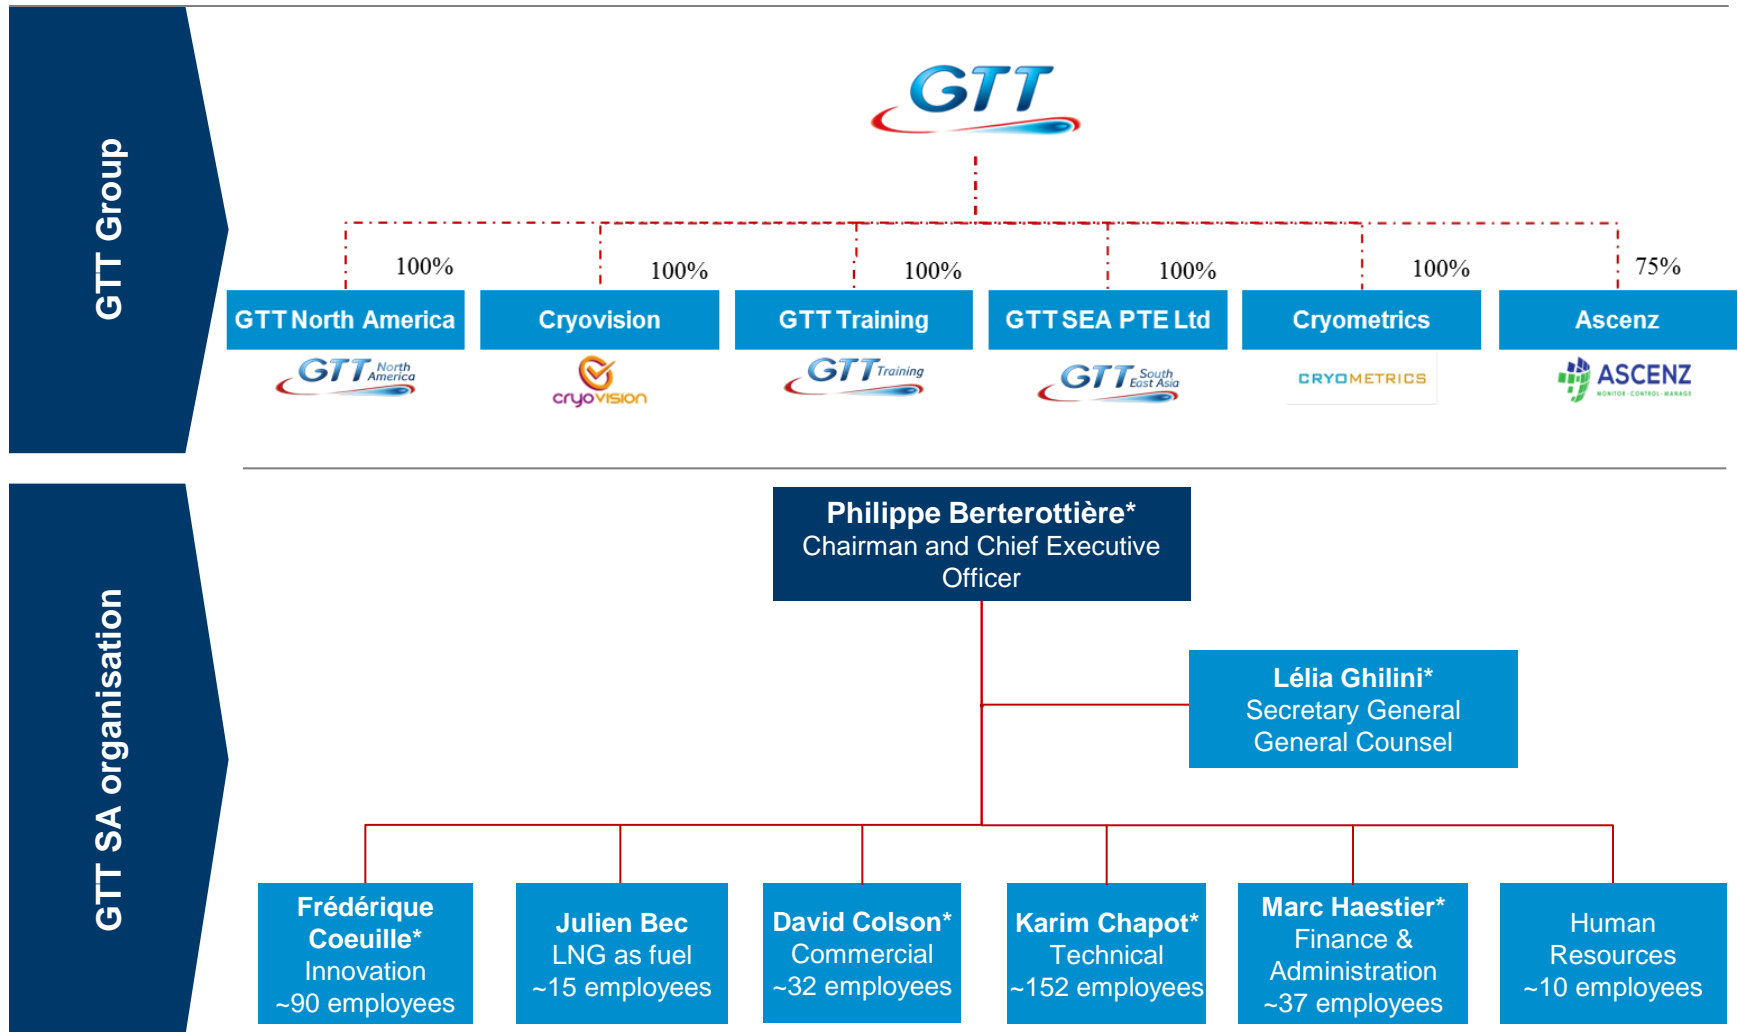 GTT Group
GTT
100%
100%
100%
100%
100%
75%
GTT North America
Cryovision
GTT Training
GTT SEA PTE Ltd
Cryometrics
Ascenz
GTT North
America
cryovision
GTT Training
GTT South
East Asia
CRYOMETRICS
ASCENZ
MONITOR · CONTROL · MANAGE
GTT SA organisation
Philippe Berterottière*
Chairman and Chief Executive
Officer
Lélia Ghilini*
Secretary General
General Counsel
Frédérique
Coeuille*
Innovation
~90 employees
Julien Bec
LNG as fuel
~15 employees
David Colson*
Commercial
~32 employees
Karim Chapot*
Technical
~152 employees
Marc Haestier*
Finance &
Administration
~37 employees
Human
Resources
~10 employees